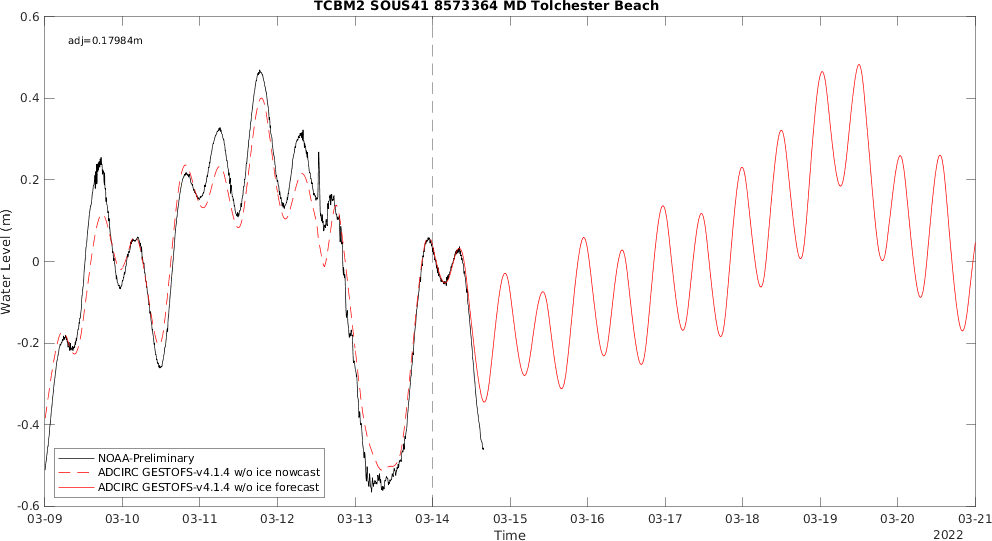 TCBM2 SOUS41 8573364 MD Tolchester Beach
adj=0.17984m
0.6
0.4
0.2
0
-0.2
-0.4
-0.6
Water Level (m)
NOAA-Preliminary
ADCIRC GESTOFS-v4.1.4 w/o ice nowcast
ADCIRC GESTOFS-v4.1.4 w/o ice forecast
03-09 03-10 03-11 03-12 03-13 03-14 03-15 03-16 03-17 03-18 03-19 03-20 03-21
Time
2022